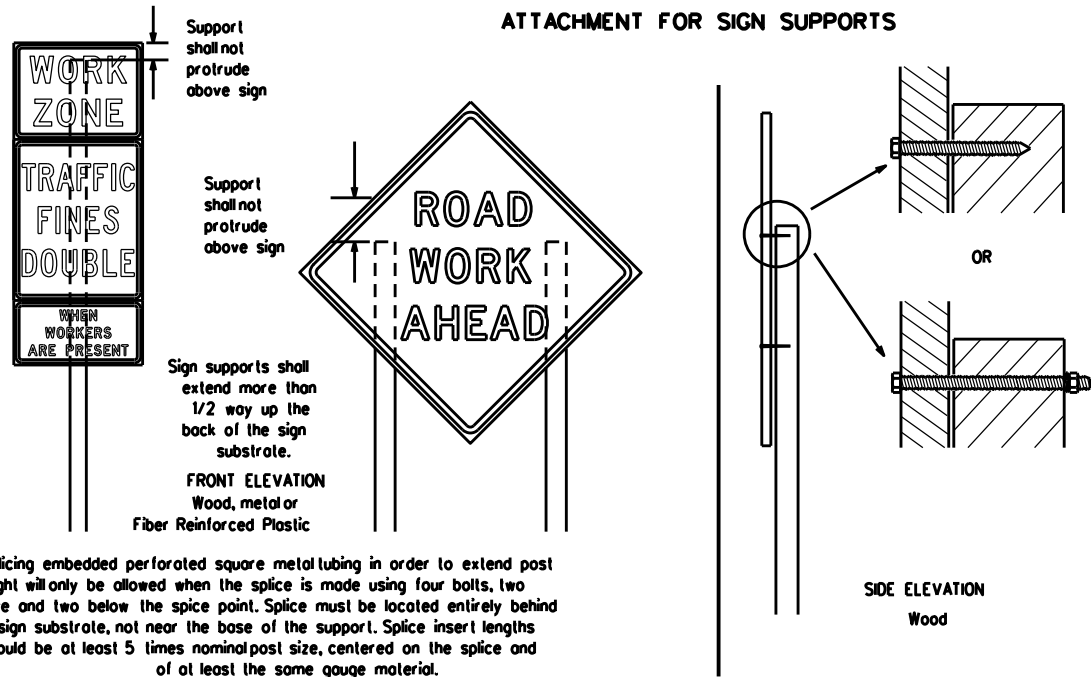 ATTACHMENT FOR SIGN SUPPORTS
Support
shall not
protrude
above sign
WORK
ZONE
TRAFFIC
FINES
DOUBLE
WHEN
WORKERS
ARE PRESENT
Support
shall not
protrude
above sign
ROAD
WORK
AHEAD
Sign supports shall
extend more than
1/2 way up the
back of the sign
substrate.
FRONT ELEVATION
Wood, metal or
Fiber Reinforced Plastic
OR
SIDE ELEVATION
Wood
embedded perforated square metal tubing in order to extend post
will only be allowed when the splice is made using four bolts, two
and two below the spice point. Splice must be located entirely behind
sign substrate, not near the base of the support. Splice insert lengths
be at least 5 times nominal post size, centered on the splice and
of at least the same gauge material.